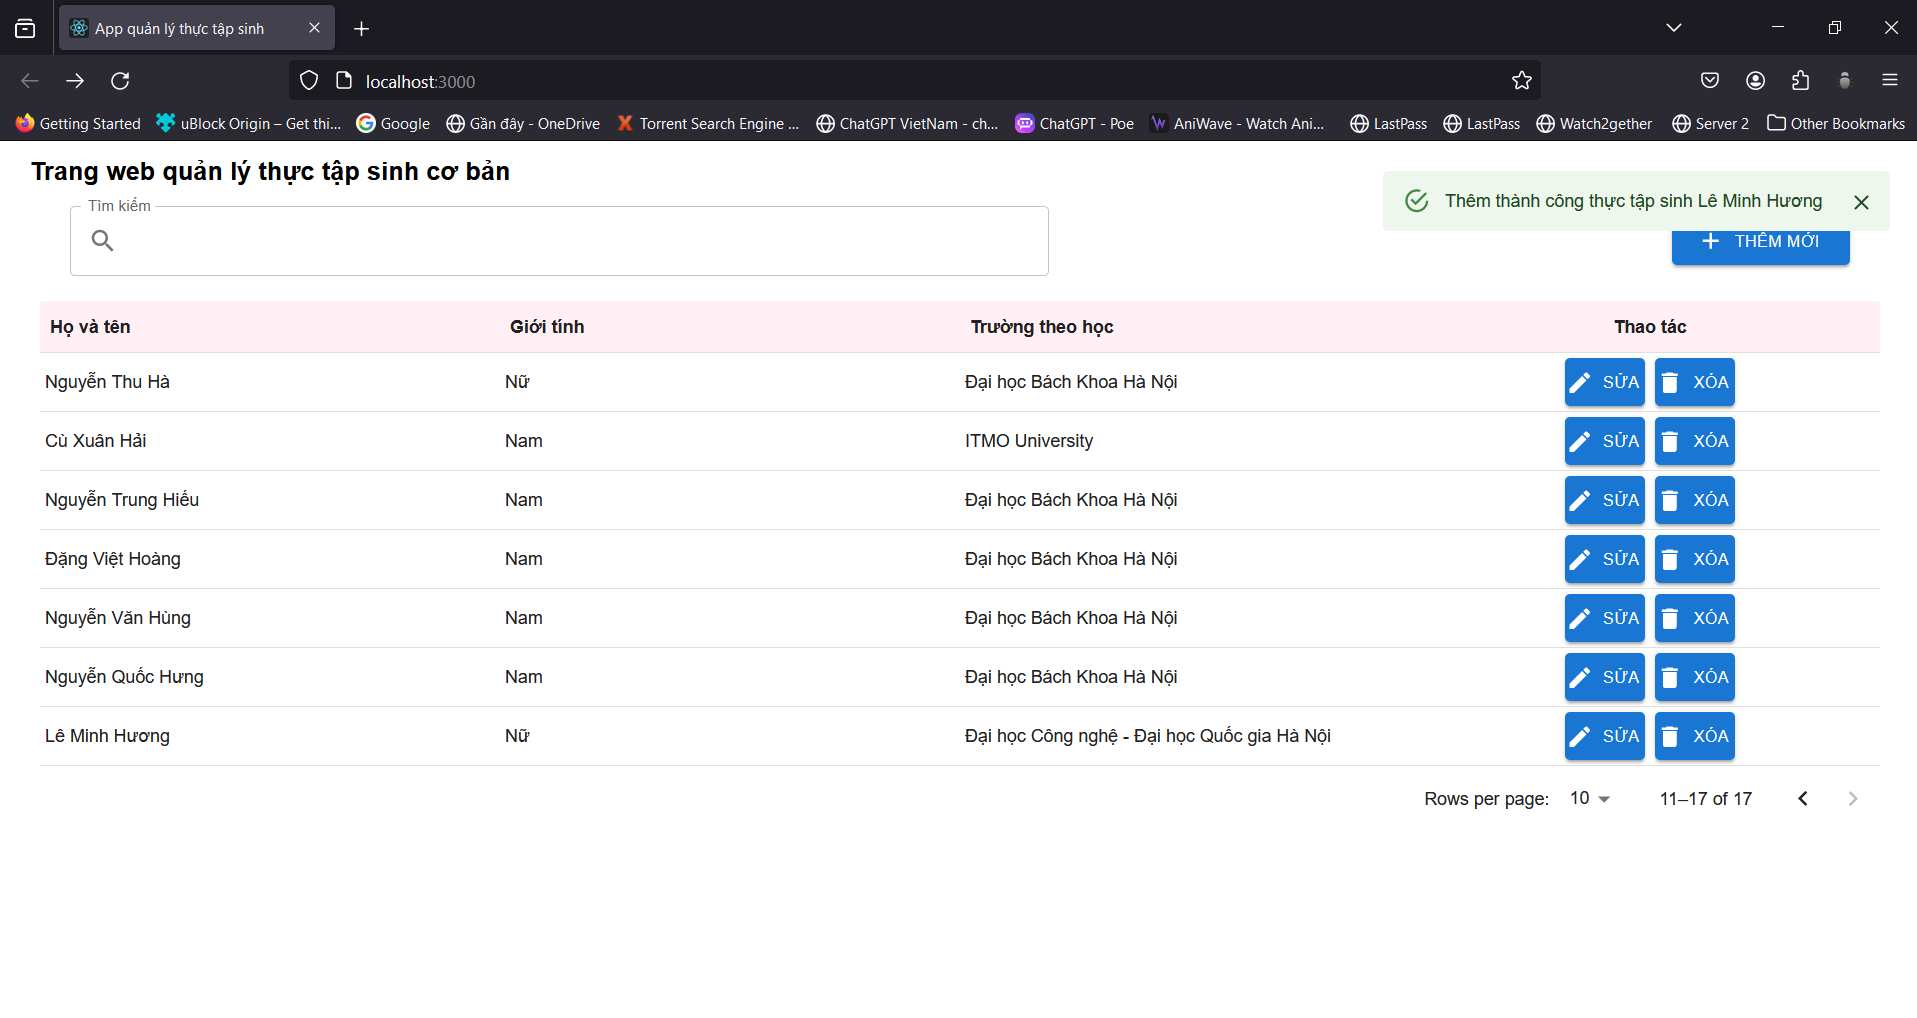 App quản lý thực tập sinh
localhost:3000
Getting Started uBlock Origin – Get thi... Google Gần đây - OneDrive Torrent Search Engine ... ChatGPT VietNam - ch... ChatGPT - Poe AniWave - Watch Ani... LastPass LastPass Watch2gether Server 2 Other Bookmarks
Trang web quản lý thực tập sinh cơ bản
Thêm thành công thực tập sinh Lê Minh Hương
Tìm kiếm
THÊM MỚI
Họ và tên Giới tính Trường theo học Thao tác
Nguyễn Thu Hà Nữ Đại học Bách Khoa Hà Nội SỬA XÓA
Cù Xuân Hải Nam ITMO University SỬA XÓA
Nguyễn Trung Hiếu Nam Đại học Bách Khoa Hà Nội SỬA XÓA
Đặng Việt Hoàng Nam Đại học Bách Khoa Hà Nội SỬA XÓA
Nguyễn Văn Hùng Nam Đại học Bách Khoa Hà Nội SỬA XÓA
Nguyễn Quốc Hưng Nam Đại học Bách Khoa Hà Nội SỬA XÓA
Lê Minh Hương Nữ Đại học Công nghệ - Đại học Quốc gia Hà Nội SỬA XÓA
Rows per page: 10 11–17 of 17